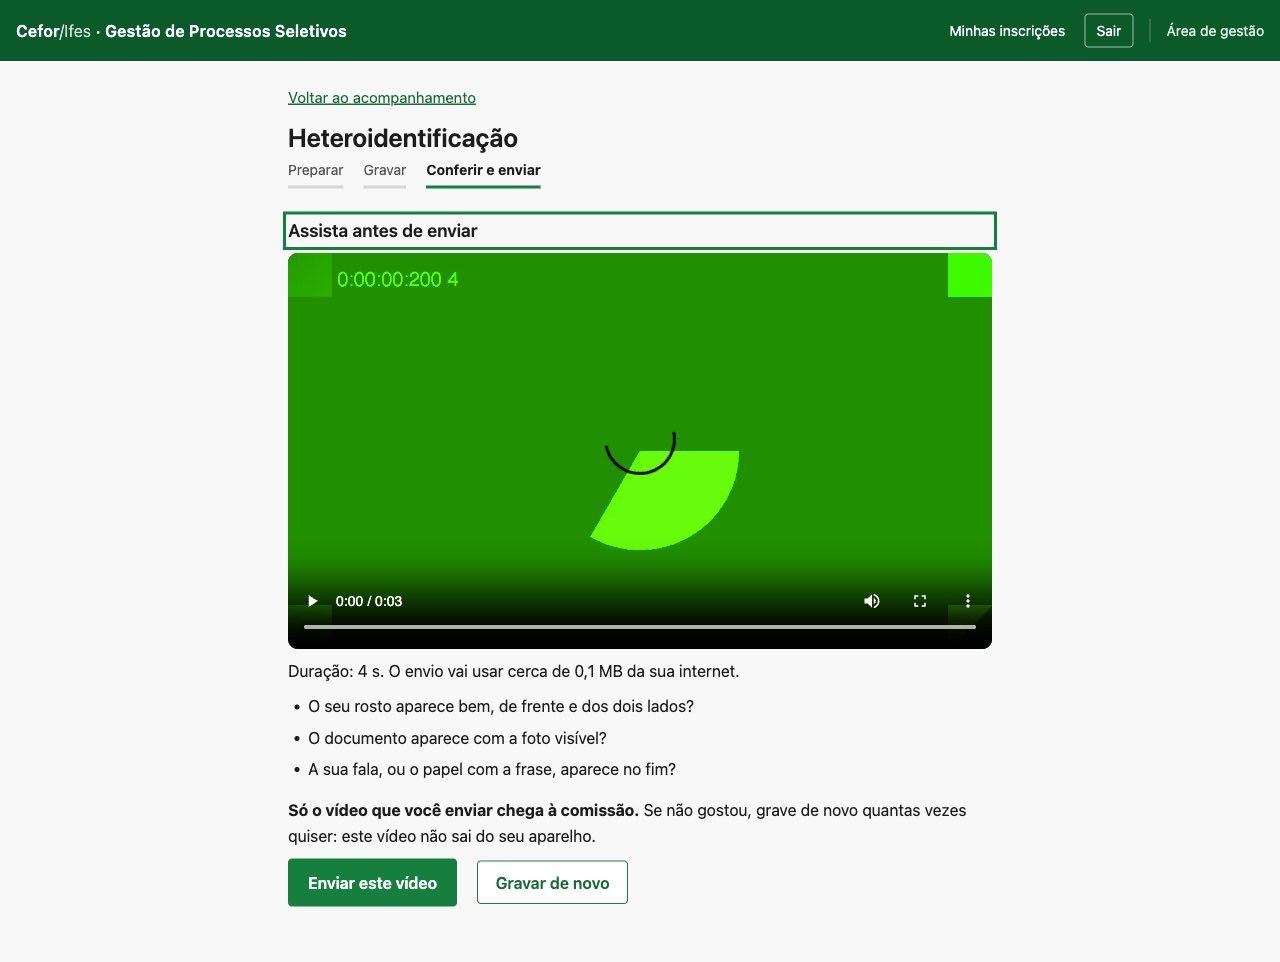 Cefor/Ifes · Gestão de Processos Seletivos
Minhas inscrições
Sair
Área de gestão
Voltar ao acompanhamento
Heteroidentificação
Preparar
Gravar
Conferir e enviar
Assista antes de enviar
0:00:00:200 4
0:00 / 0:03
Duração: 4 s. O envio vai usar cerca de 0,1 MB da sua internet.
• O seu rosto aparece bem, de frente e dos dois lados?
• O documento aparece com a foto visível?
• A sua fala, ou o papel com a frase, aparece no fim?
Só o vídeo que você enviar chega à comissão. Se não gostou, grave de novo quantas vezes
quiser: este vídeo não sai do seu aparelho.
Enviar este vídeo
Gravar de novo